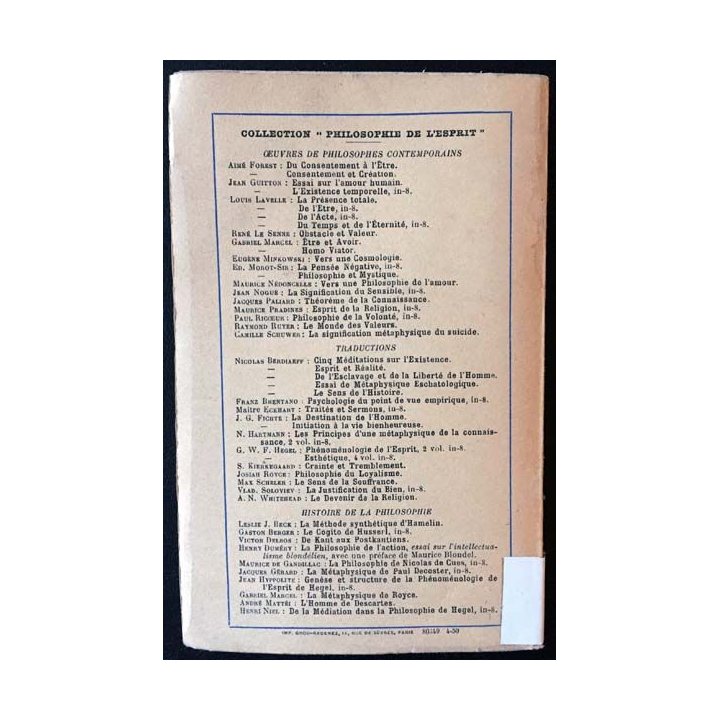 COLLECTION " PHILOSOPHIE DE L'ESPRIT "
ŒUVRES DE PHILOSOPHES CONTEMPORAINS
AIMÉ FOREST : Du Consentement à l'Être.
— Consentement et Création.
JEAN GUITTON : Essai sur l'amour humain.
— L'Existence temporelle, in-8.
LOUIS LAVELLE : La Présence totale.
— De l'Etre, in-8.
— De l'Acte, in-8.
— Du Temps et de l'Éternité, in-8.
RENÉ LE SENNE : Obstacle et Valeur.
GABRIEL MARCEL : Être et Avoir.
— Homo Viator.
EUGÈNE MINKOWSKI : Vers une Cosmologie.
ED. MOROT-SIR : La Pensée Négative, in-8.
— Philosophie et Mystique.
MAURICE NÉDONCELLE : Vers une Philosophie de l'amour.
JEAN NOGUÉ : La Signification du Sensible, in-8.
JACQUES PALIARD : Théorème de la Connaissance.
MAURICE PRADINES : Esprit de la Religion, in-8.
PAUL RICŒUR : Philosophie de la Volonté, in-8.
RAYMOND RUYER : Le Monde des Valeurs.
CAMILLE SCHUWER : La signification métaphysique du suicide.
TRADUCTIONS
NICOLAS BERDIAEFF : Cinq Méditations sur l'Existence.
— Esprit et Réalité.
— De l'Esclavage et de la Liberté de l'Homme.
— Essai de Métaphysique Eschatologique.
— Le Sens de l'Histoire.
FRANZ BRENTANO : Psychologie du point de vue empirique, in-8.
Maitre ECKHART : Traités et Sermons, in-8.
J. G. FICHTE : La Destination de l'Homme.
— Initiation à la vie bienheureuse.
N. HARTMANN : Les Principes d'une métaphysique de la connais-
sance, 2 vol. in-8.
G. W. F. HEGEL : Phénoménologie de l'Esprit, 2 vol. in-8.
— Esthétique, 4 vol. in-8.
S. KIERKEGAARD : Crainte et Tremblement.
JOSIAH ROYCE : Philosophie du Loyalisme.
MAX SCHELER : Le Sens de la Souffrance.
VLAD. SOLOVIEV : La Justification du Bien, in-8.
A. N. WHITEHEAD : Le Devenir de la Religion.
HISTOIRE DE LA PHILOSOPHIE
LESLIE J. BECK : La Méthode synthétique d'Hamelin.
GASTON BERGER : Le Cogito de Husserl, in-8.
VICTOR DELBOS : De Kant aux Postkantiens.
HENRY DUMÉRY : La Philosophie de l'action, essai sur l'intellectua-
lisme blondélien, avec une préface de Maurice Blondel.
MAURICE DE GANDILLAC : La Philosophie de Nicolas de Cues, in-8.
JACQUES GÉRARD : La Métaphysique de Paul Decoster, in-8.
JEAN HYPPOLITE : Genèse et structure de la Phénoménologie de
l'Esprit de Hegel, in-8.
GABRIEL MARCEL : La Métaphysique de Royce.
ANDRÉ MATTÉI : L'Homme de Descartes.
HENRI NIEL : De la Médiation dans la Philosophie de Hegel, in-8.
IMP. GROU-RADENEZ, 11, RUE DE SÈVRES, PARIS 80149 4-50